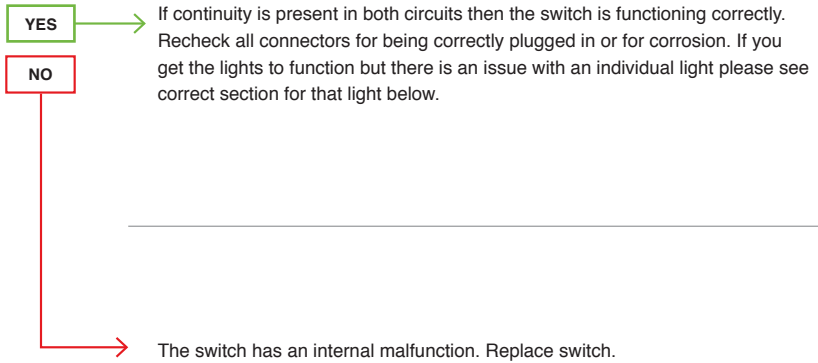 YES
If continuity is present in both circuits then the switch is functioning correctly.
Recheck all connectors for being correctly plugged in or for corrosion. If you
get the lights to function but there is an issue with an individual light please see
correct section for that light below.
NO
The switch has an internal malfunction. Replace switch.